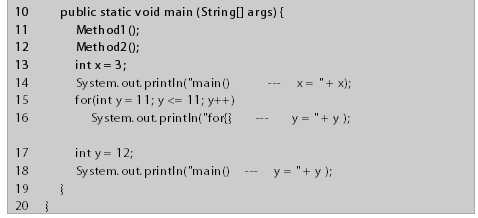 10 public static void main (String[] args) {
11 Method1 ();
12 Method2 ();
13 int x = 3;
14 System. out. println("main() --- x = "+ x);
15 for(int y = 11; y <= 11; y++)
16 System. out. println("for{} --- y = "+ y );
17 int y = 12;
18 System. out. println("main() --- y = "+ y );
19 }
20 }